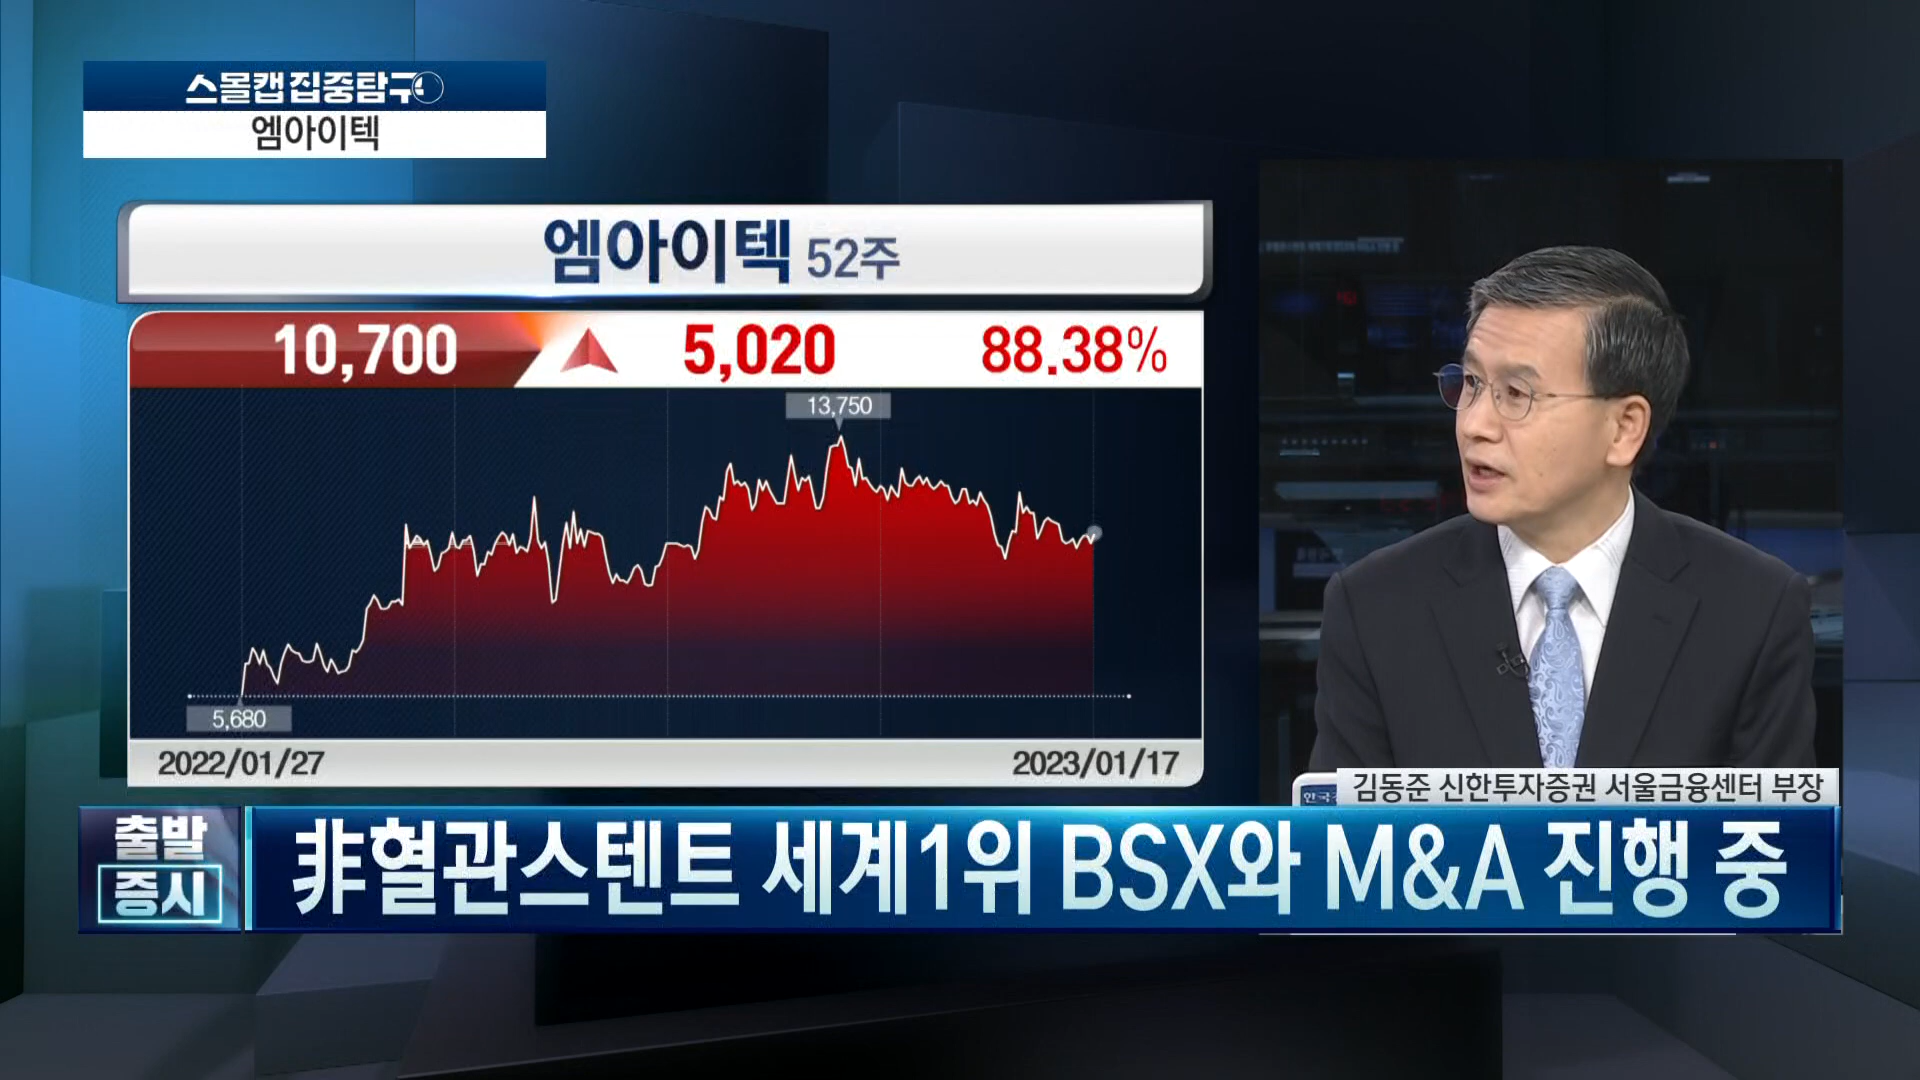 스몰캡 집중탐구
엠아이텍
엠아이텍 52주
10,700 5,020 88.38%
13,750
5,680
2022/01/27 2023/01/17
김동준 신한투자증권 서울금융센터 부장
출발
증시
非혈관스텐트 세계1위 BSX와 M&A 진행 중